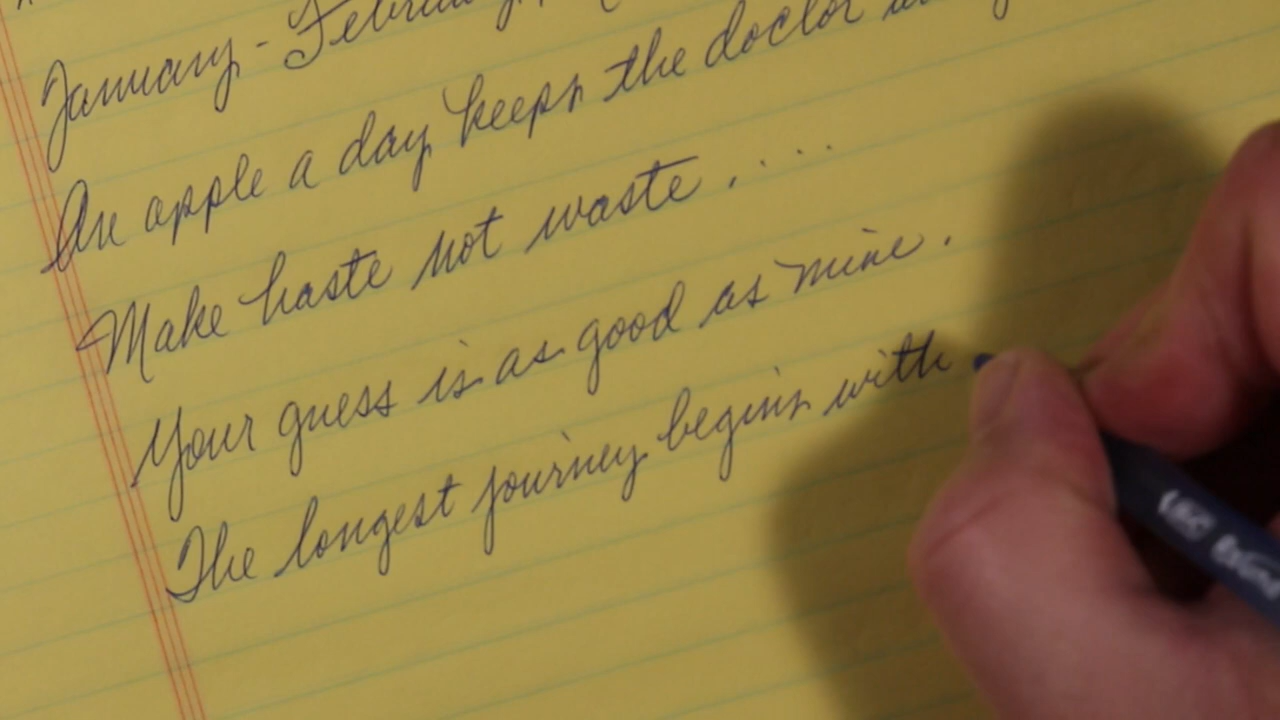 January - February
An apple a day keeps the doctor
Make haste not waste . . . .
Your guess is as good as mine.
The longest journey begins with